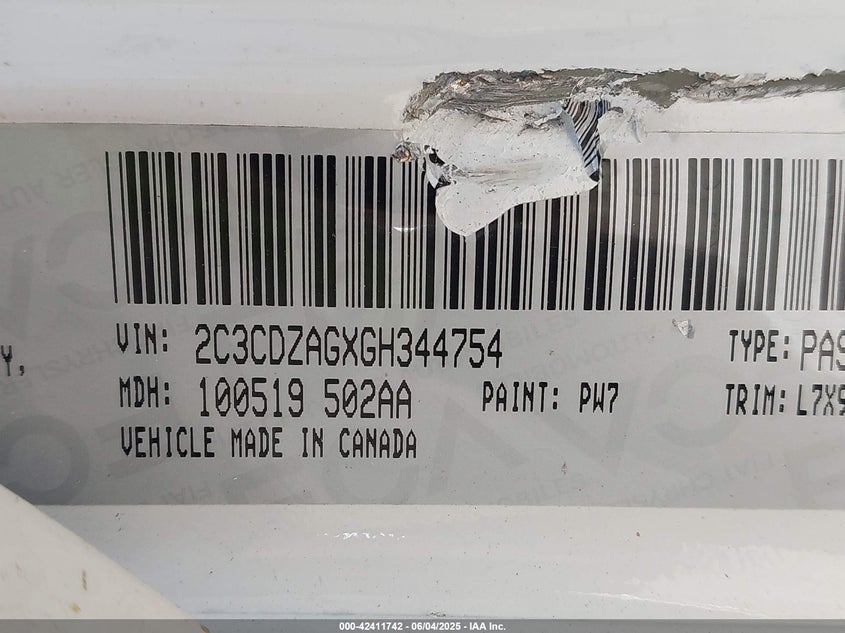 VIN: 2C3CDZAGXGH344754 TYPE: PAS
Y,
MDH: 100519 502AA PAINT: PW7 TRIM: L7X9
VEHICLE MADE IN CANADA
000-42411742 - 06/04/2025 - IAA Inc.